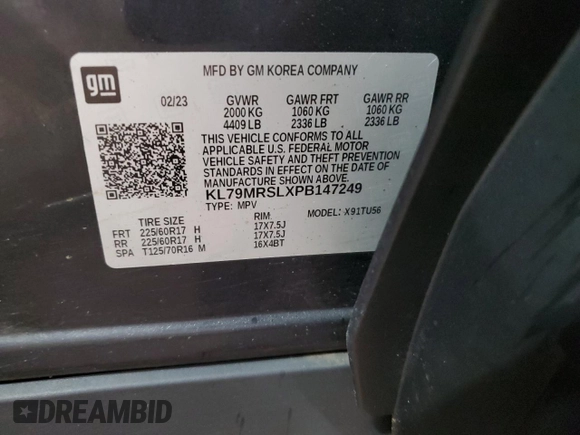 gm
MFD BY GM KOREA COMPANY
02/23 GVWR GAWR FRT GAWR RR
2000 KG 1060 KG 1060 KG
4409 LB 2336 LB 2336 LB
THIS VEHICLE CONFORMS TO ALL
APPLICABLE U.S. FEDERAL MOTOR
VEHICLE SAFETY AND THEFT PREVENTION
STANDARDS IN EFFECT ON THE DATE OF
MANUFACTURE SHOWN ABOVE.
KL79MRSLXPB147249
TYPE: MPV MODEL: X91TU56
TIRE SIZE RIM
FRT 225/60R17 H 17X7.5J
RR 225/60R17 H 17X7.5J
SPA T125/70R16 M 16X4BT
DREAMBID